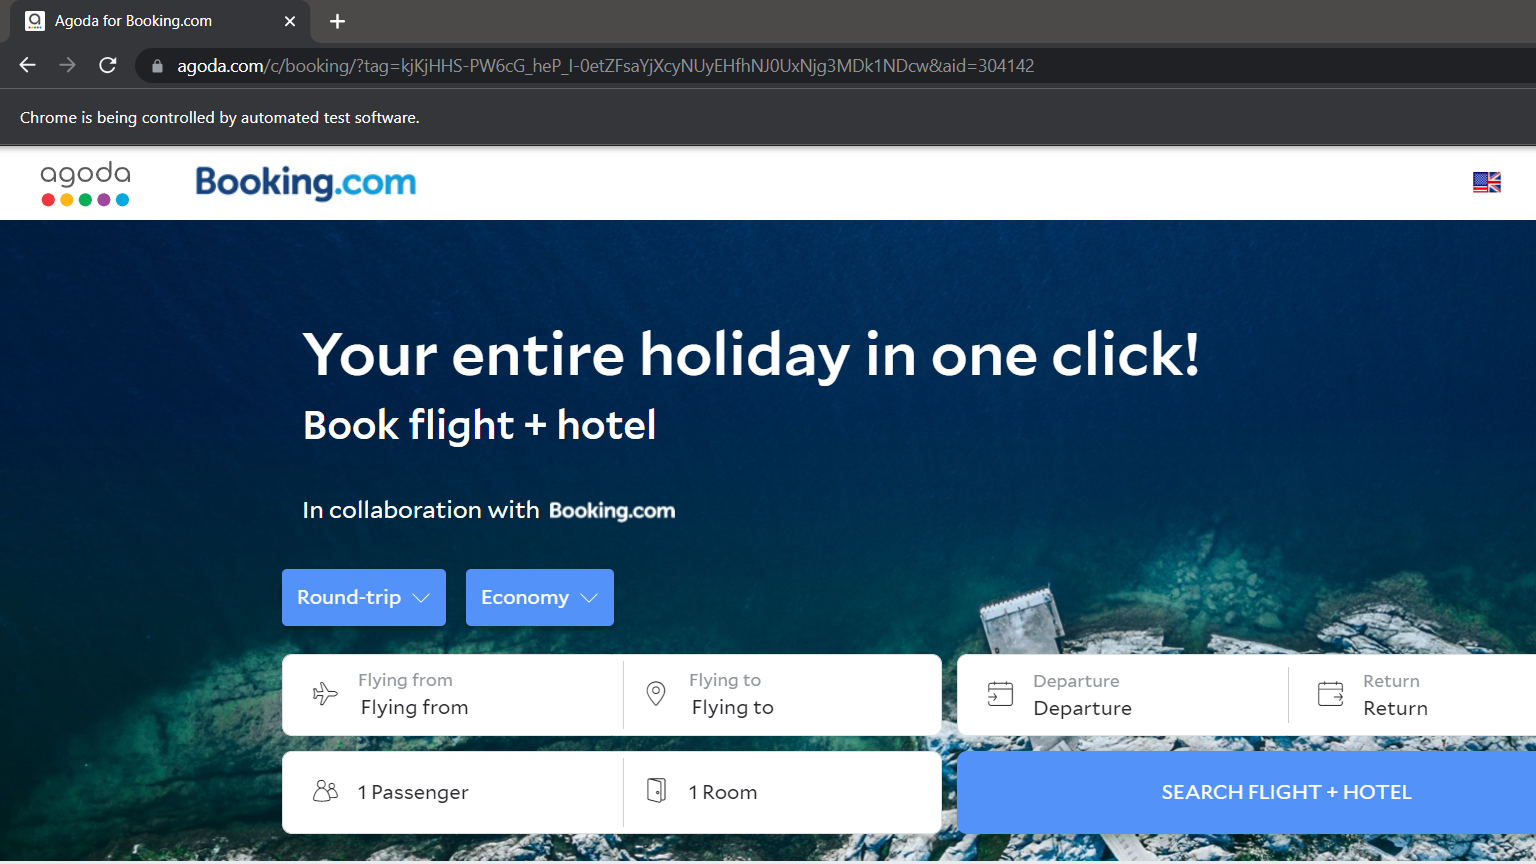 Agoda for Booking.com
agoda.com/c/booking/?tag=kjKjHHS-PW6cG_heP_I-0etZFsaYjXcyNUyEHfhNJ0UxNjg3MDk1NDcw&aid=304142
Chrome is being controlled by automated test software.
agoda
Booking.com
Your entire holiday in one click!
Book flight + hotel
In collaboration with Booking.com
Round-trip
Economy
Flying from
Flying from
Flying to
Flying to
Departure
Departure
Return
Return
1 Passenger
1 Room
SEARCH FLIGHT + HOTEL